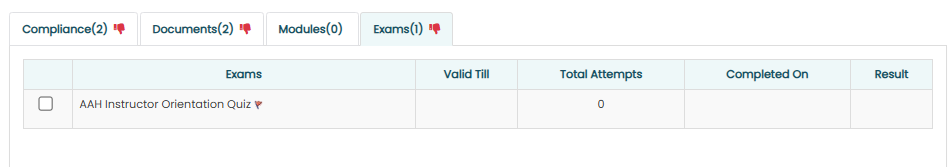 Compliance(2) Documents(2) Modules(0) Exams(1)
Exams Valid Till Total Attempts Completed On Result
AAH Instructor Orientation Quiz 0